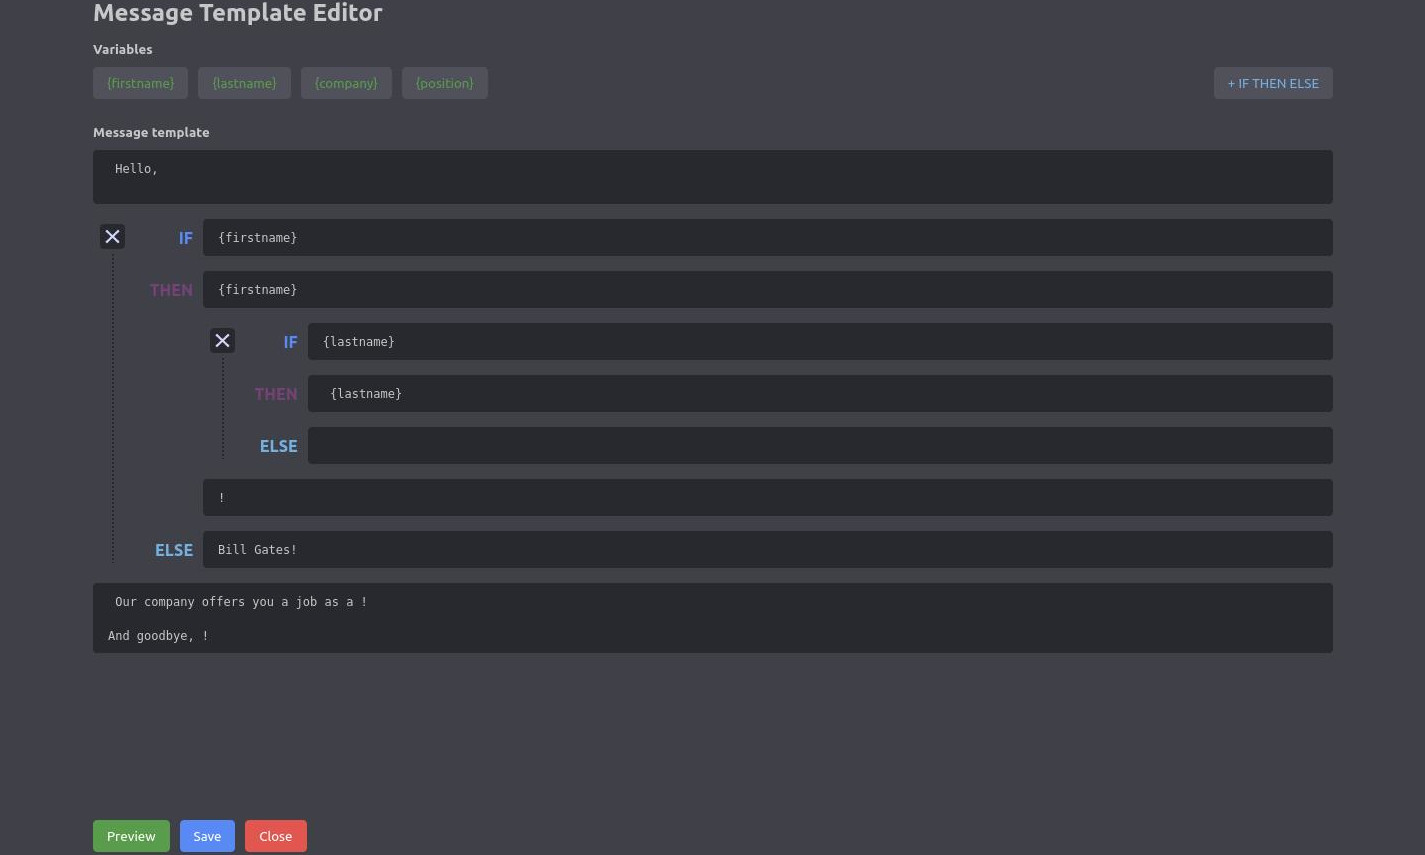 Message Template Editor
Variables
{firstname} {lastname} {company} {position} + IF THEN ELSE
Message template
Hello,
IF {firstname}
THEN {firstname}
IF {lastname}
THEN {lastname}
ELSE
!
ELSE Bill Gates!
Our company offers you a job as a !
And goodbye, !
Preview Save Close